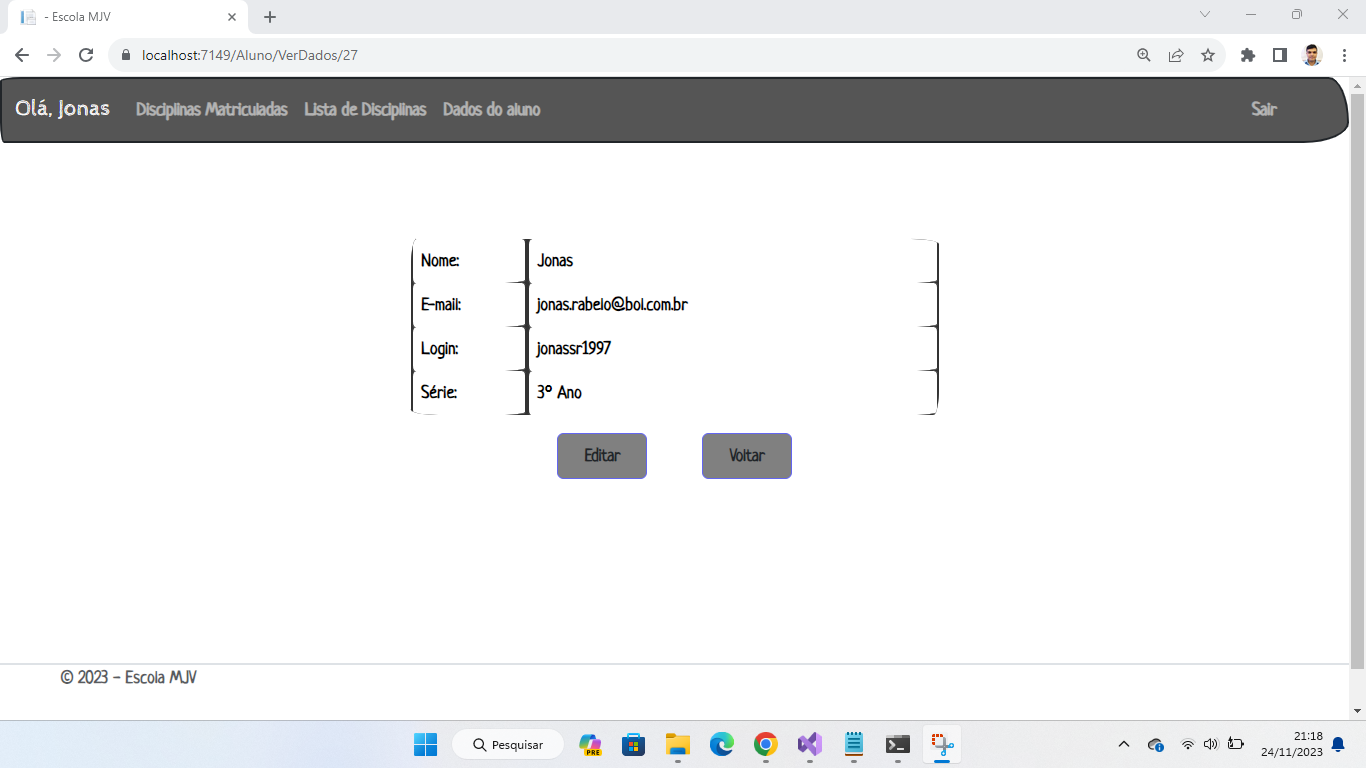 - Escola MJV
localhost:7149/Aluno/VerDados/27
Olá, Jonas Disciplinas Matriculadas Lista de Disciplinas Dados do aluno Sair
Nome: Jonas
E-mail: jonas.rabelo@bol.com.br
Login: jonassr1997
Série: 3º Ano
Editar Voltar
© 2023 - Escola MJV
Pesquisar
PRE
21:18
24/11/2023